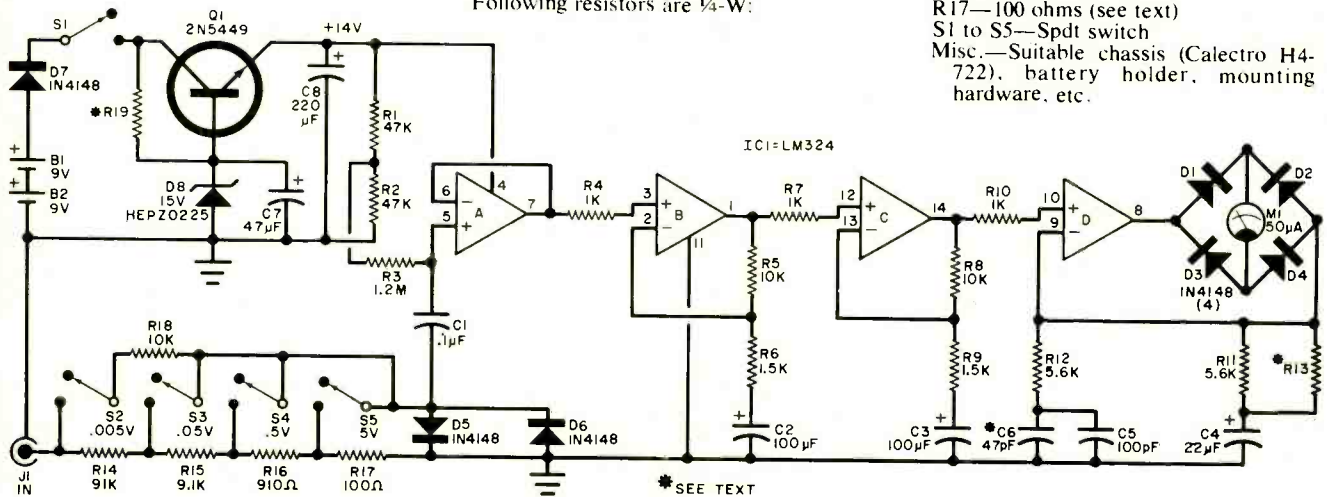 Following resistors are ¼-W:
R17—100 ohms (see text)
S1 to S5—Spdt switch
Misc.—Suitable chassis (Calectro H4-
722), battery holder, mounting
hardware, etc.
S1
Q1
2N5449
+14V
D7
1N4148
*R19
C8
220
µF
R1
47K
B1
9V
B2
9V
D8
15V
HEPZ0225
C7
47µF
R2
47K
R3
1.2M
C1
.1µF
6
5
4
7
A
R4
1K
IC1=LM324
3
2
1
11
B
R7
1K
12
13
14
C
R10
1K
10
9
8
D
D1
D2
M1
50µA
D3
1N4148
(4)
D4
R5
10K
R6
1.5K
C2
100µF
R8
10K
R9
1.5K
C3
100µF
R12
5.6K
*C6
47pF
C5
100pF
R11
5.6K
*R13
C4
22µF
R18
10K
S2
.005V
S3
.05V
S4
.5V
S5
5V
D5
1N4148
D6
1N4148
J1
IN
R14
91K
R15
9.1K
R16
910Ω
R17
100Ω
*SEE TEXT